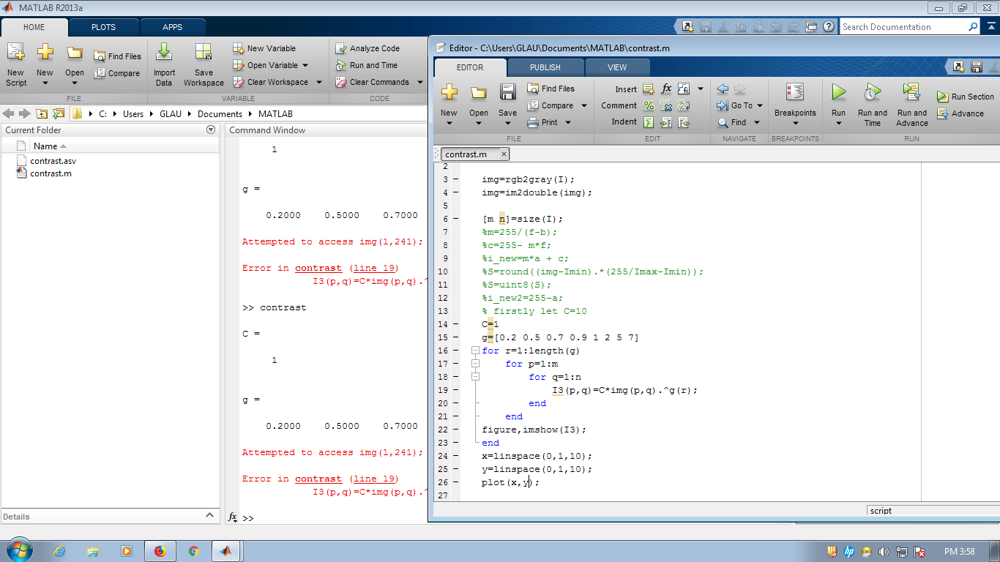 MATLAB R2013a
HOME PLOTS APPS
Search Documentation
New Script
New
Open
Find Files
Compare
Import Data
Save Workspace
New Variable
Open Variable
Clear Workspace
Analyze Code
Run and Time
Clear Commands
FILE VARIABLE CODE
C: Users GLAU Documents MATLAB
Current Folder
Name
contrast.asv
contrast.m
Details
Command Window
1
g =
0.2000 0.5000 0.7000
Attempted to access img(1,241);
Error in contrast (line 19)
I3(p,q)=C*img(p,q).^
>> contrast
C =
1
g =
0.2000 0.5000 0.7000
Attempted to access img(1,241);
Error in contrast (line 19)
I3(p,q)=C*img(p,q).^
fx >>
Editor - C:\Users\GLAU\Documents\MATLAB\contrast.m
EDITOR PUBLISH VIEW
New
Open
Save
Find Files
Compare
Print
Insert fx
Comment
Indent
Go To
Find
Breakpoints
Run
Run and Time
Run and Advance
Run Section
Advance
FILE EDIT NAVIGATE BREAKPOINTS RUN
contrast.m ×
2
3 – img=rgb2gray(I);
4 – img=im2double(img);
5
6 – [m n]=size(I);
7 %m=255/(f-b);
8 %c=255- m*f;
9 %i_new=m*a + c;
10 %S=round((img-Imin).*(255/Imax-Imin));
11 %S=uint8(S);
12 %i_new2=255-a;
13 % firstly let C=10
14 – C=1
15 – g=[0.2 0.5 0.7 0.9 1 2 5 7]
16 – for r=1:length(g)
17 – for p=1:m
18 – for q=1:n
19 – I3(p,q)=C*img(p,q).^g(r);
20 – end
21 – end
22 – figure,imshow(I3);
23 – end
24 – x=linspace(0,1,10);
25 – y=linspace(0,1,10);
26 – plot(x,y);
27
script
PM 3:58